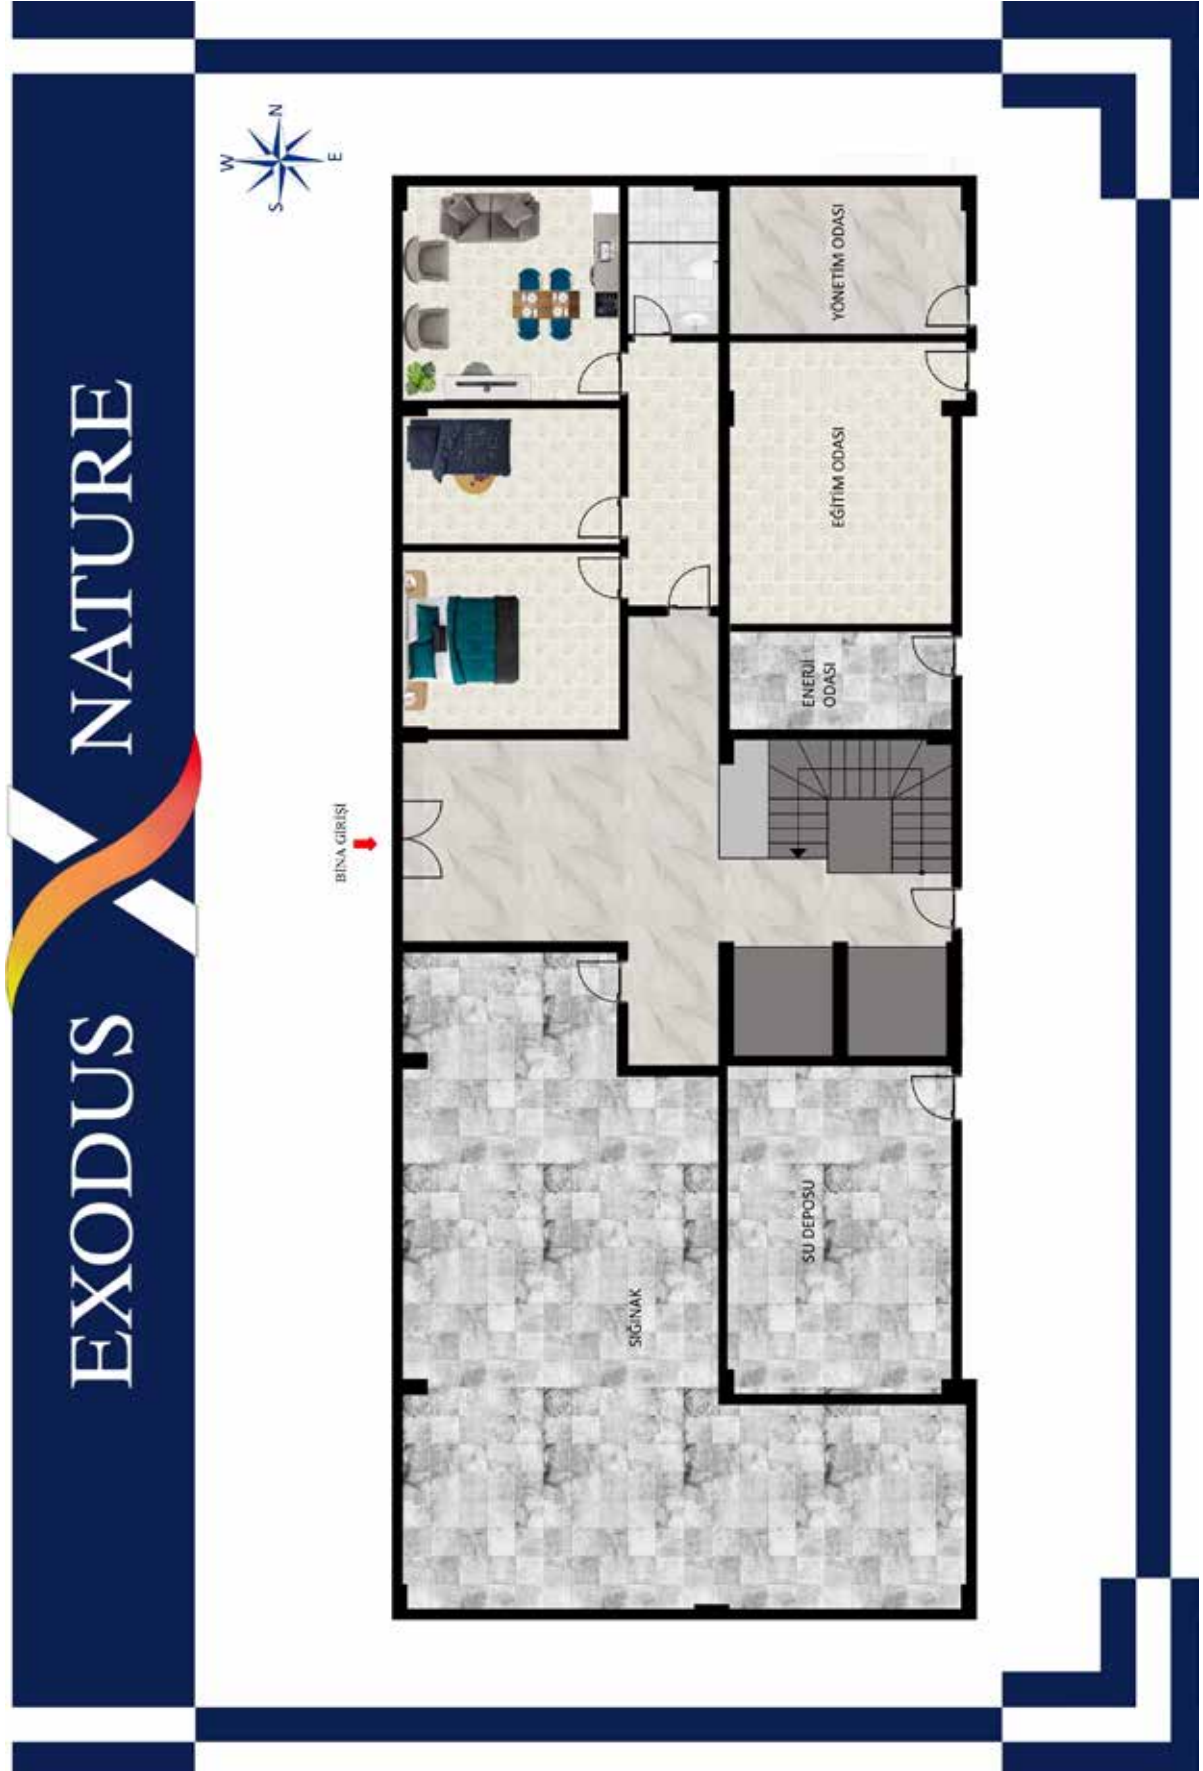 EXODUS NATURE
W
N
S
E
BİNA GİRİŞİ
YÖNETİM ODASI
EĞİTİM ODASI
ENERJİ
ODASI
SIĞINAK
SU DEPOSU